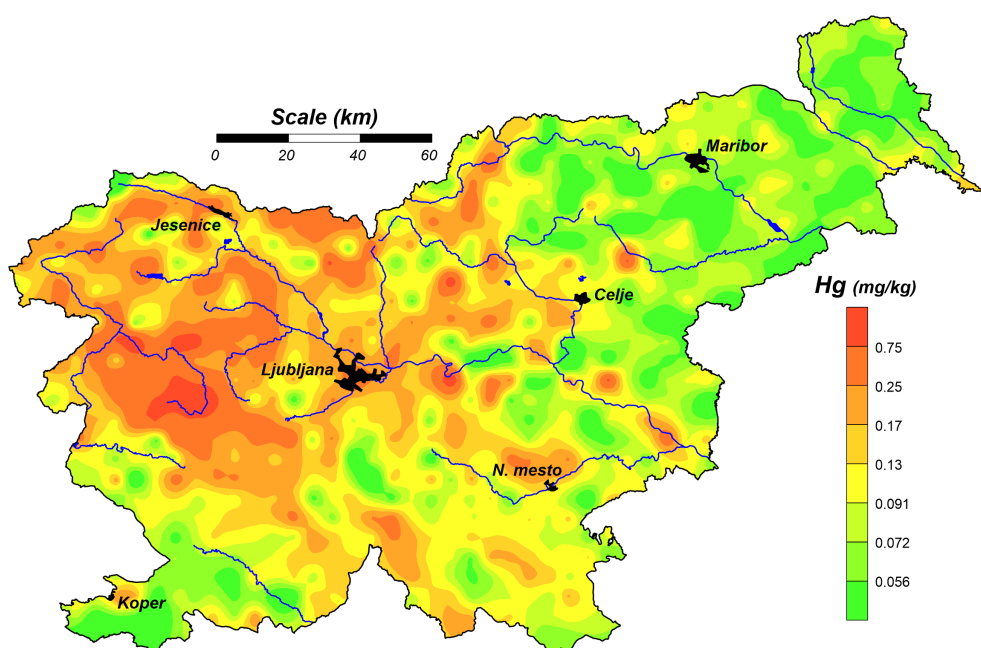 Scale (km)
0 20 40 60
Maribor
Jesenice
Celje
Hg (mg/kg)
0.75
Ljubljana
0.25
0.17
N. mesto
0.13
0.091
0.072
0.056
Koper